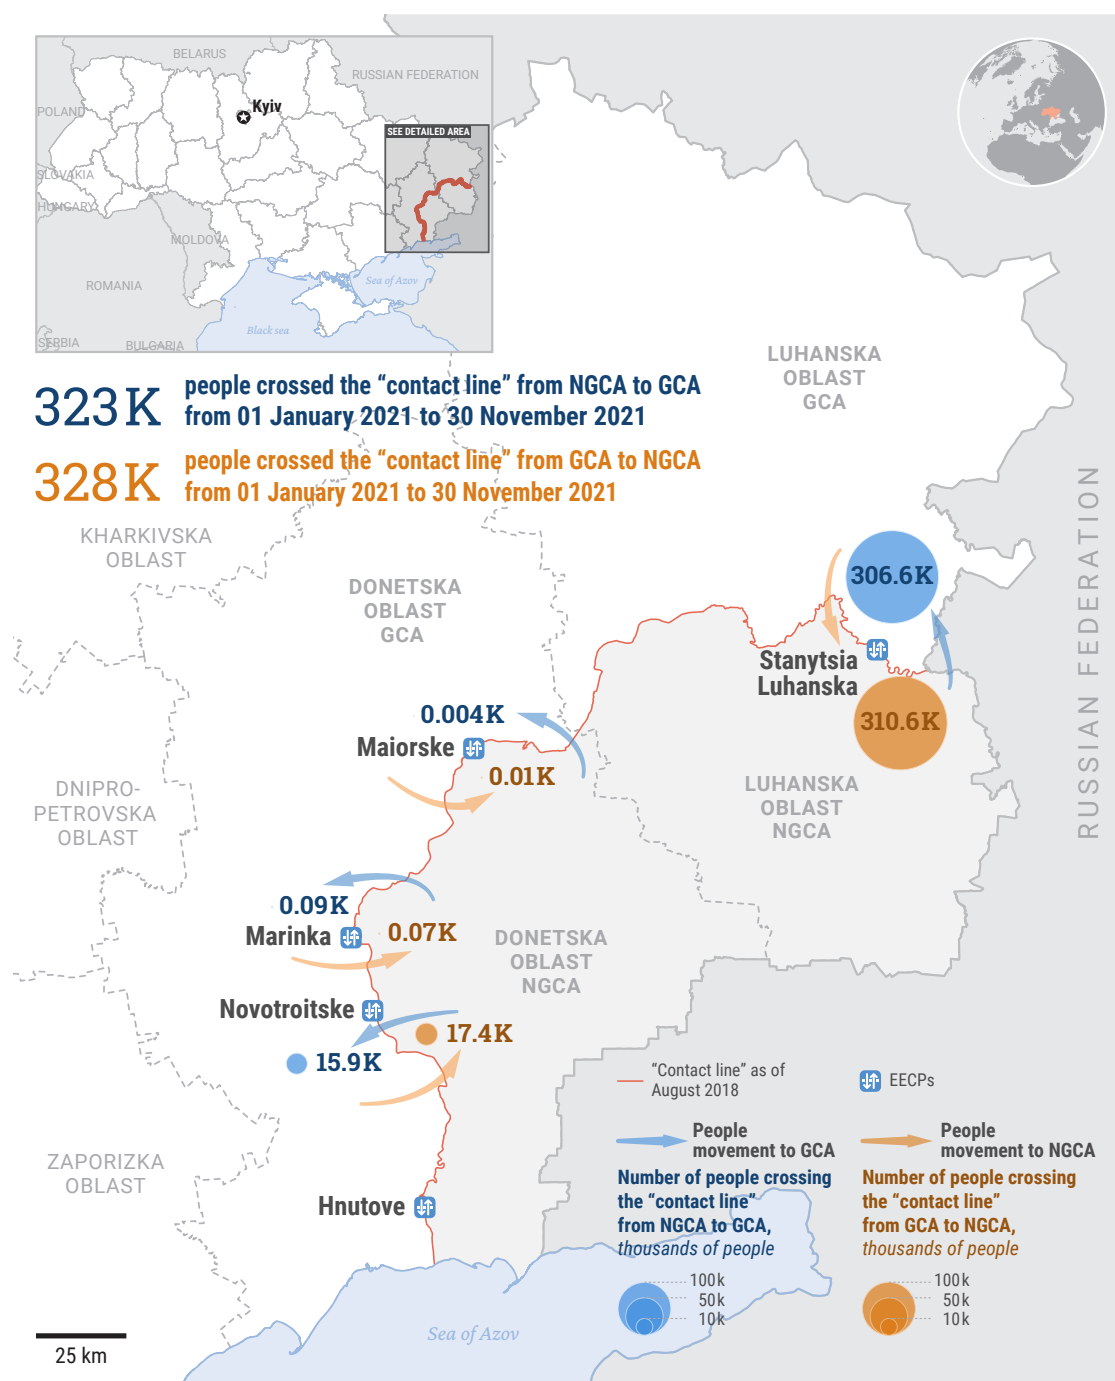 BELARUS
RUSSIAN FEDERATION
POLAND
Kyiv
SEE DETAILED AREA
SLOVAKIA
HUNGARY
MOLDOVA
ROMANIA
Sea of Azov
Black sea
SERBIA
BULGARIA
323 K
people crossed the “contact line” from NGCA to GCA
from 01 January 2021 to 30 November 2021
328 K
people crossed the “contact line” from GCA to NGCA
from 01 January 2021 to 30 November 2021
LUHANSKA
OBLAST
GCA
KHARKIVSKA
OBLAST
DONETSKA
OBLAST
GCA
RUSSIAN FEDERATION
306.6K
Stanytsia
Luhanska
310.6K
0.004K
Maiorske
0.01K
LUHANSKA
OBLAST
NGCA
DNIPRO-
PETROVSKA
OBLAST
0.09K
Marinka
0.07K
DONETSKA
OBLAST
NGCA
Novotroitske
17.4K
15.9K
ZAPORIZKA
OBLAST
Hnutove
“Contact line” as of
August 2018
EECPs
People
movement to GCA
People
movement to NGCA
Number of people crossing
the “contact line”
from NGCA to GCA,
thousands of people
Number of people crossing
the “contact line”
from GCA to NGCA,
thousands of people
100k
50k
10k
100k
50k
10k
Sea of Azov
25 km